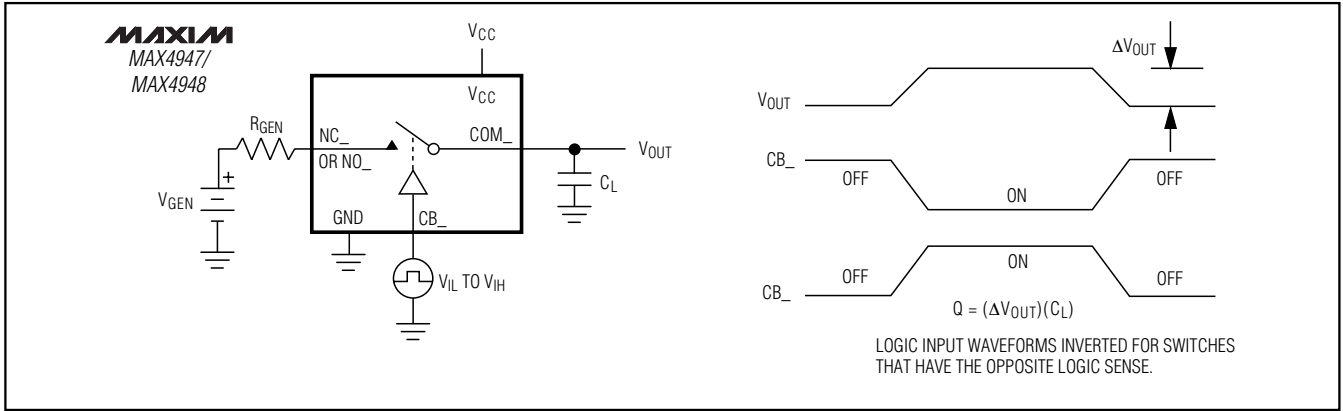 MAXIM
MAX4947/
MAX4948
VCC
VCC
RGEN
NC_
OR NO_
COM_
VOUT
CL
VGEN
+
GND
CB_
VIL TO VIH
ΔVOUT
VOUT
CB_
OFF
ON
OFF
CB_
OFF
ON
OFF
Q = (ΔVOUT)(CL)
LOGIC INPUT WAVEFORMS INVERTED FOR SWITCHES
THAT HAVE THE OPPOSITE LOGIC SENSE.